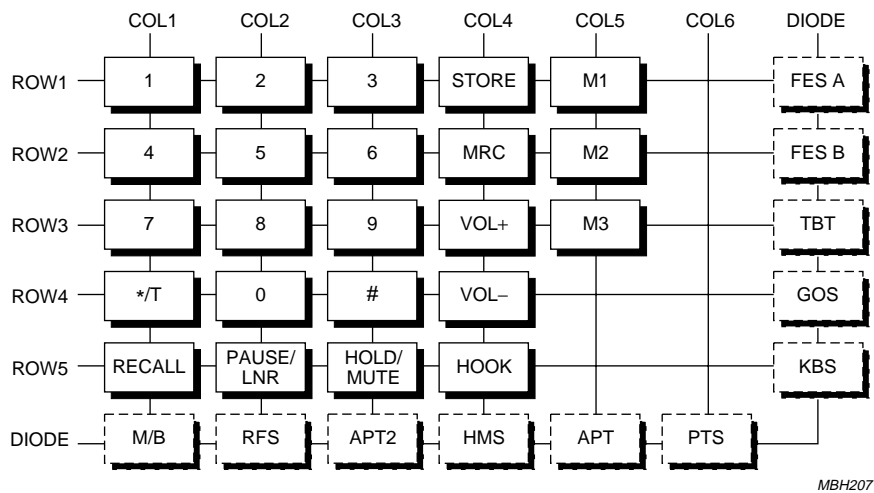 COL1 COL2 COL3 COL4 COL5 COL6 DIODE
ROW1 1 2 3 STORE M1 FES A
ROW2 4 5 6 MRC M2 FES B
ROW3 7 8 9 VOL+ M3 TBT
ROW4 */T 0 # VOL− GOS
ROW5 RECALL PAUSE/ LNR HOLD/ MUTE HOOK KBS
DIODE M/B RFS APT2 HMS APT PTS
MBH207